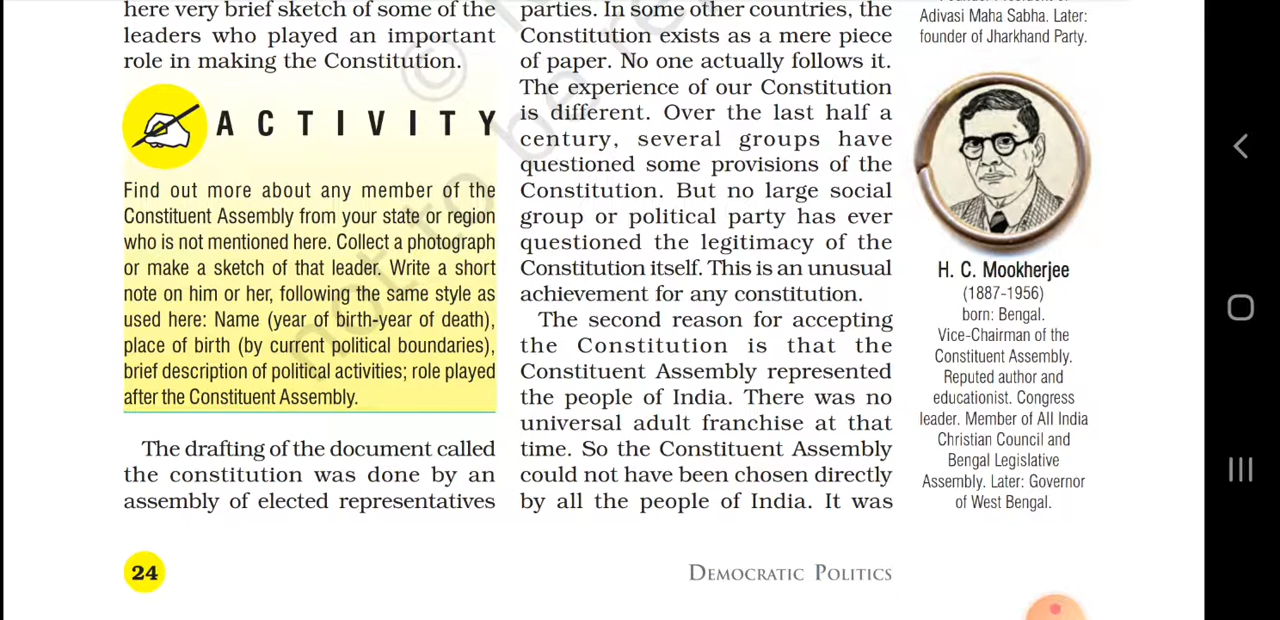 here very brief sketch of some of the
leaders who played an important
role in making the Constitution.
ACTIVITY
Find out more about any member of the
Constituent Assembly from your state or region
who is not mentioned here. Collect a photograph
or make a sketch of that leader. Write a short
note on him or her, following the same style as
used here: Name (year of birth-year of death),
place of birth (by current political boundaries),
brief description of political activities; role played
after the Constituent Assembly.
The drafting of the document called
the constitution was done by an
assembly of elected representatives
parties. In some other countries, the
Constitution exists as a mere piece
of paper. No one actually follows it.
The experience of our Constitution
is different. Over the last half a
century, several groups have
questioned some provisions of the
Constitution. But no large social
group or political party has ever
questioned the legitimacy of the
Constitution itself. This is an unusual
achievement for any constitution.
The second reason for accepting
the Constitution is that the
Constituent Assembly represented
the people of India. There was no
universal adult franchise at that
time. So the Constituent Assembly
could not have been chosen directly
by all the people of India. It was
Adivasi Maha Sabha. Later:
founder of Jharkhand Party.
H. C. Mookherjee
(1887-1956)
born: Bengal.
Vice-Chairman of the
Constituent Assembly.
Reputed author and
educationist. Congress
leader. Member of All India
Christian Council and
Bengal Legislative
Assembly. Later: Governor
of West Bengal.
24
DEMOCRATIC POLITICS
©
not to be re